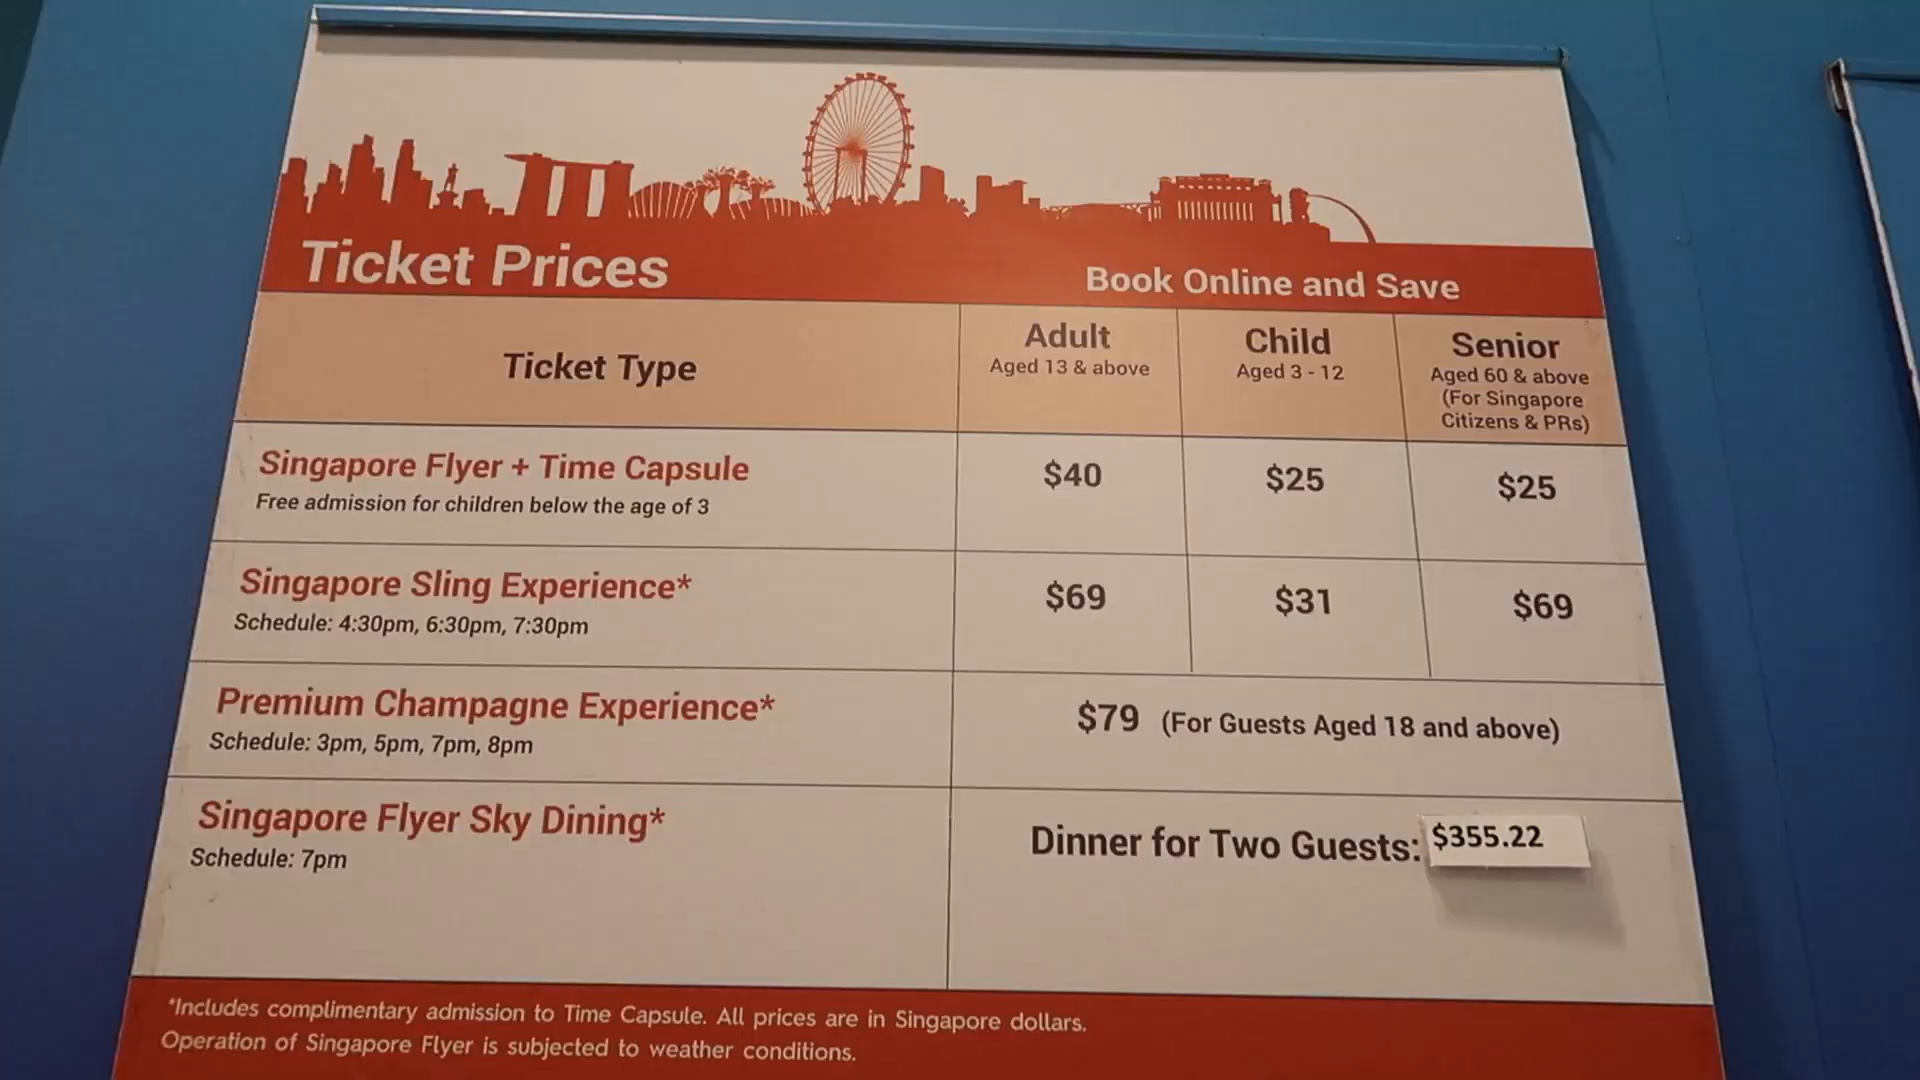 Ticket Prices
Book Online and Save
Ticket Type
Adult
Aged 13 & above
Child
Aged 3 - 12
Senior
Aged 60 & above
(For Singapore
Citizens & PRs)
Singapore Flyer + Time Capsule
Free admission for children below the age of 3
$40
$25
$25
Singapore Sling Experience*
Schedule: 4:30pm, 6:30pm, 7:30pm
$69
$31
$69
Premium Champagne Experience*
Schedule: 3pm, 5pm, 7pm, 8pm
$79 (For Guests Aged 18 and above)
Singapore Flyer Sky Dining*
Schedule: 7pm
Dinner for Two Guests: $355.22
*Includes complimentary admission to Time Capsule. All prices are in Singapore dollars.
Operation of Singapore Flyer is subjected to weather conditions.